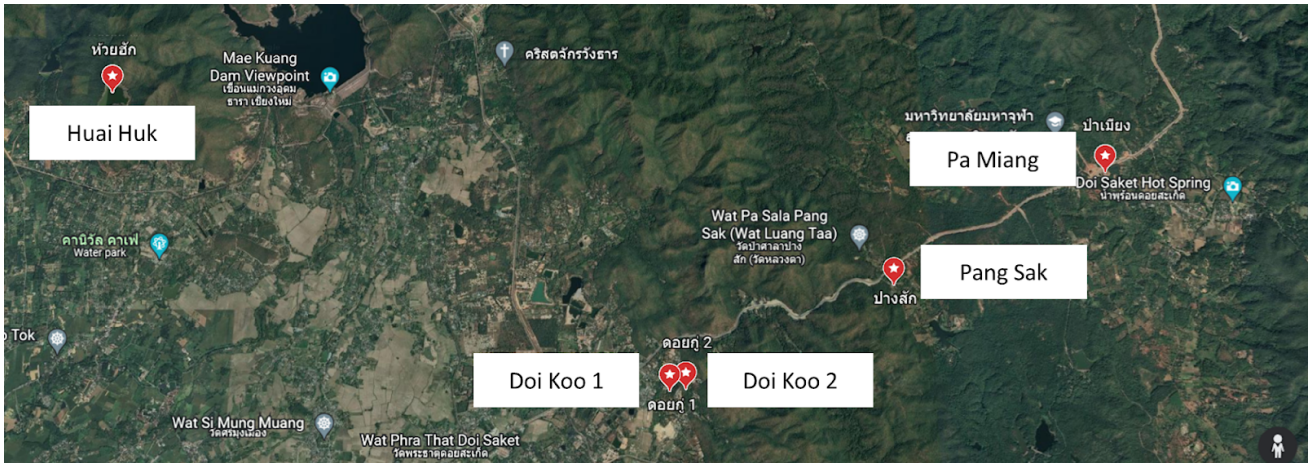 ห้วยฮัก
Huai Huk
Mae Kuang
Dam Viewpoint
เขื่อนแม่กวงอุดม
ธารา เชียงใหม่
คริสตจักรวังธาร
มหาวิทยาลัยมหาจุฬา
ป่าเมี่ยง
Pa Miang
Doi Saket Hot Spring
น้ำพุร้อนดอยสะเก็ด
Wat Pa Sala Pang
Sak (Wat Luang Taa)
วัดป่าศาลาปาง
สัก (วัดหลวงตา)
คานิวัล คาเฟ่
Water park
Pang Sak
ปางสัก
Tok
ดอยกู่ 2
Doi Koo 1
Doi Koo 2
ดอยกู่ 1
Wat Si Mung Muang
วัดศรีมุงเมือง
Wat Phra That Doi Saket
วัดพระธาตุดอยสะเก็ด